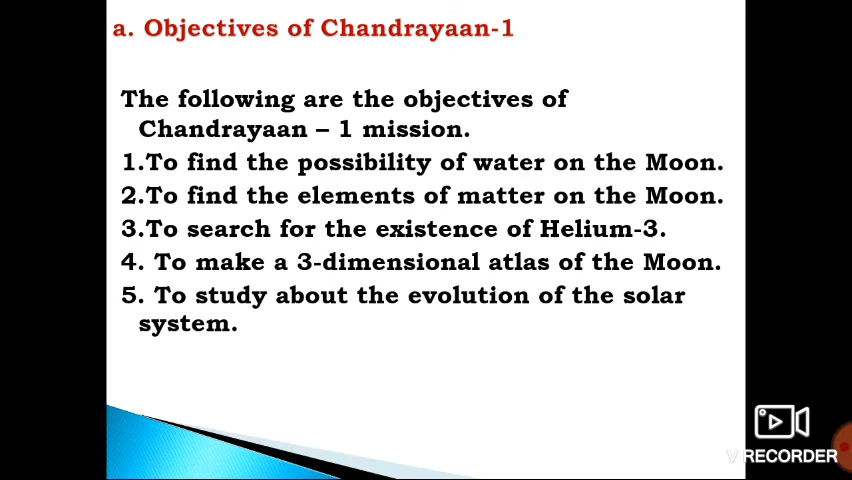 a. Objectives of Chandrayaan-1
The following are the objectives of
Chandrayaan – 1 mission.
1.To find the possibility of water on the Moon.
2.To find the elements of matter on the Moon.
3.To search for the existence of Helium-3.
4. To make a 3-dimensional atlas of the Moon.
5. To study about the evolution of the solar
system.
V RECORDER